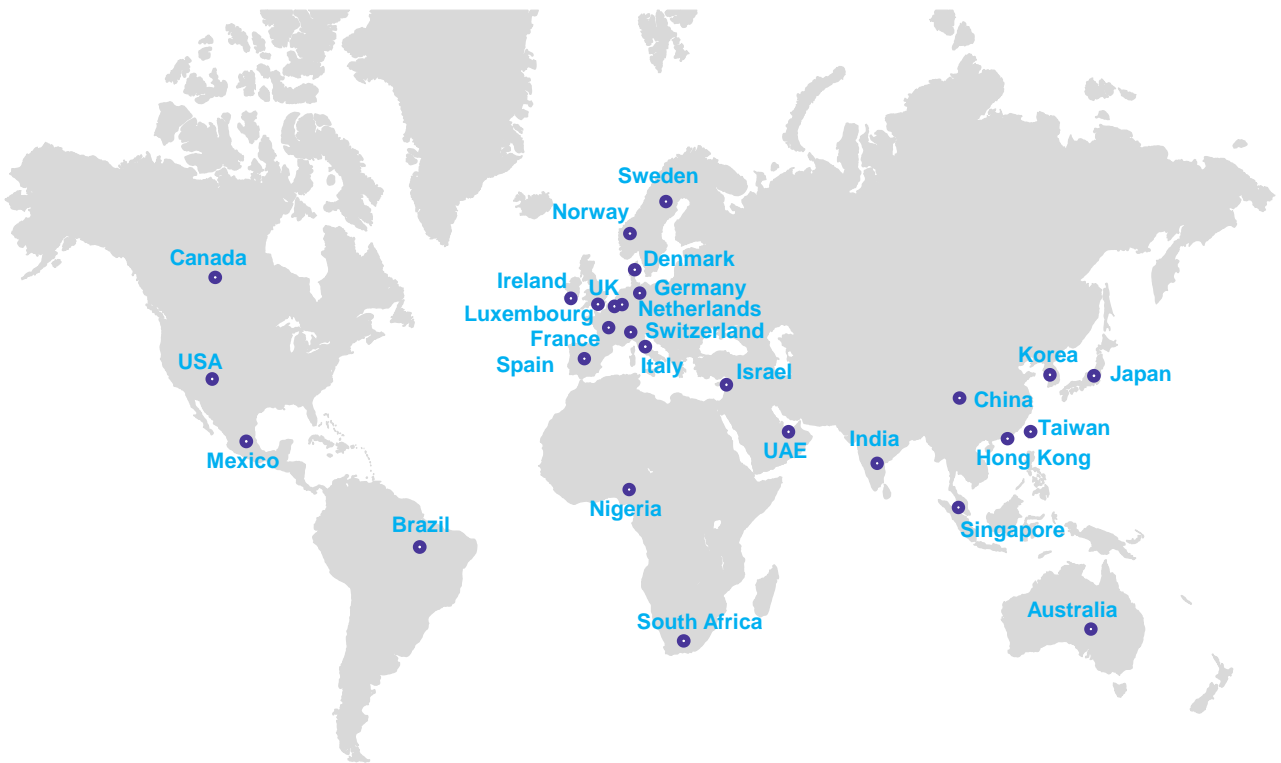 Sweden
Norway
Canada
Denmark
Ireland
UK
Germany
Luxembourg
Netherlands
France
Switzerland
USA
Spain
Italy
Israel
Korea
Japan
China
Mexico
UAE
India
Taiwan
Hong Kong
Nigeria
Brazil
Singapore
South Africa
Australia